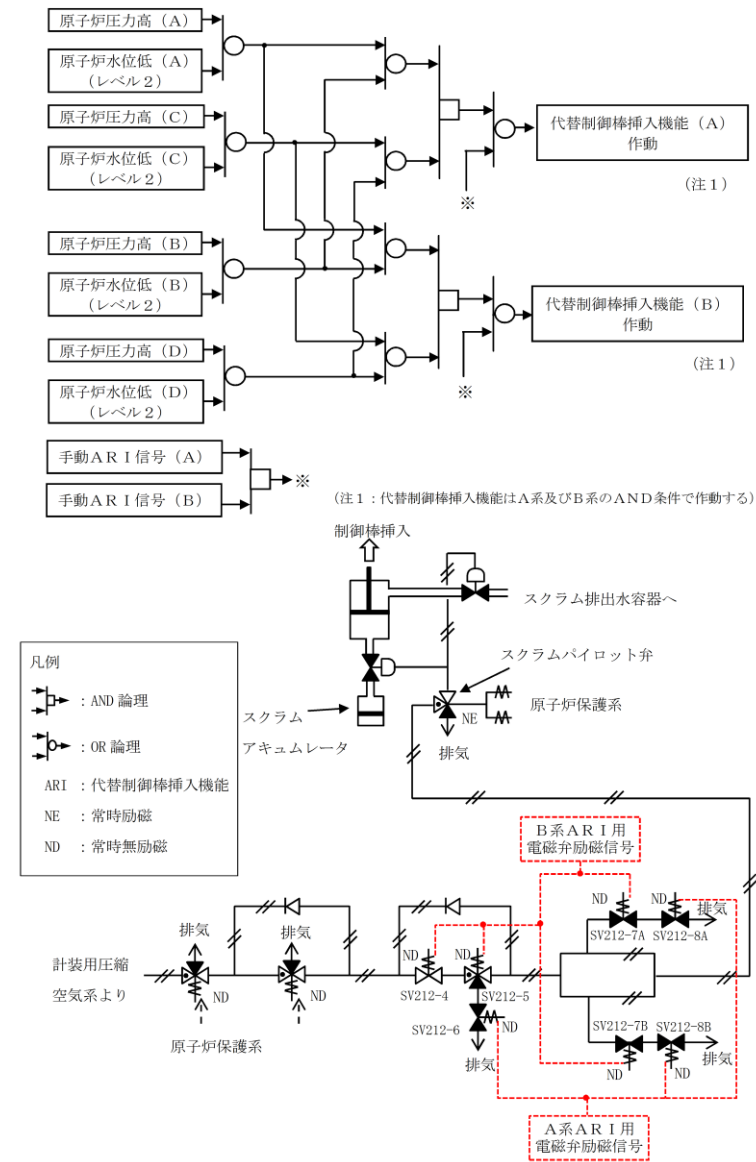 原子炉圧力高（A）
原子炉水位低（A）
（レベル２）
原子炉圧力高（C）
原子炉水位低（C）
（レベル２）
原子炉圧力高（B）
原子炉水位低（B）
（レベル２）
原子炉圧力高（D）
原子炉水位低（D）
（レベル２）
手動ＡＲＩ信号（A）
手動ＡＲＩ信号（B）
※
※
※
代替制御棒挿入機能（A）
作動
（注１）
代替制御棒挿入機能（B）
作動
（注１）
（注１：代替制御棒挿入機能はＡ系及びＢ系のＡＮＤ条件で作動する）
制御棒挿入
スクラム排出水容器へ
スクラムパイロット弁
原子炉保護系
NE
排気
スクラム
アキュムレータ
凡例
：AND 論理
：OR 論理
ARI ：代替制御棒挿入機能
NE ：常時励磁
ND ：常時無励磁
Ｂ系ＡＲＩ用
電磁弁励磁信号
計装用圧縮
空気系より
排気
ND
排気
ND
原子炉保護系
ND
SV212-4
ND
SV212-5
SV212-6
ND
排気
ND
SV212-7A
ND
SV212-8A
排気
SV212-7B
ND
SV212-8B
ND
排気
Ａ系ＡＲＩ用
電磁弁励磁信号